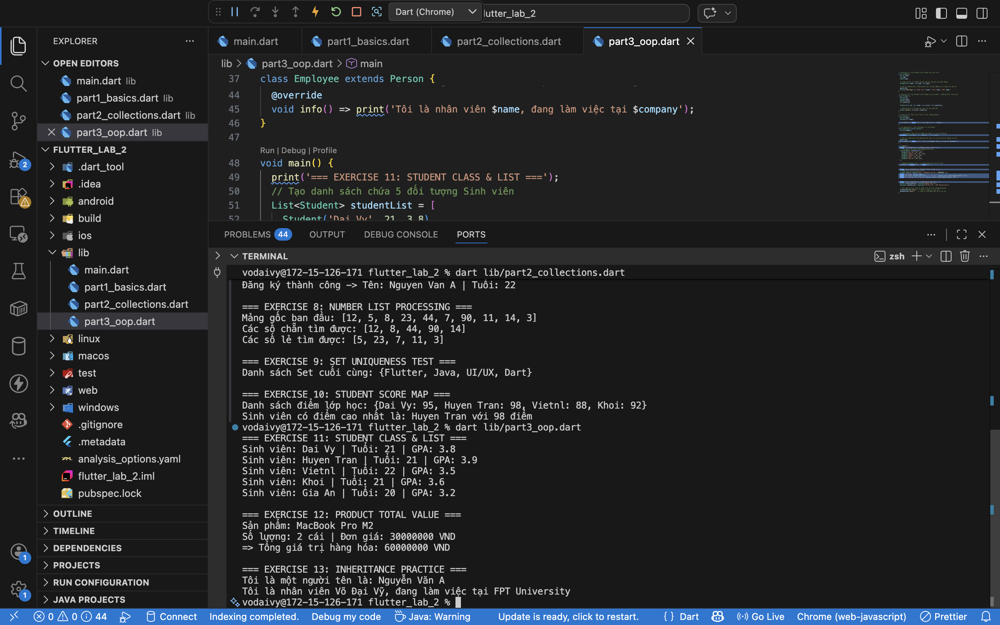 Dart (Chrome)
lutter_lab_2
EXPLORER
OPEN EDITORS
main.dart lib
part1_basics.dart lib
part2_collections.dart lib
part3_oop.dart lib
FLUTTER_LAB_2
.dart_tool
.idea
android
build
ios
lib
main.dart
part1_basics.dart
part2_collections.dart
part3_oop.dart
linux
macos
test
web
windows
.gitignore
.metadata
analysis_options.yaml
flutter_lab_2.iml
pubspec.lock
OUTLINE
TIMELINE
DEPENDENCIES
PROJECTS
RUN CONFIGURATION
JAVA PROJECTS
2
1
1
main.dart part1_basics.dart part2_collections.dart part3_oop.dart
lib > part3_oop.dart > main
37 class Employee extends Person {
44 @override
45 void info() => print('Tôi là nhân viên $name, đang làm việc tại $company');
46 }
47
Run | Debug | Profile
48 void main() {
49 print('=== EXERCISE 11: STUDENT CLASS & LIST ===');
50 // Tạo danh sách chứa 5 đối tượng Sinh viên
51 List<Student> studentList = [
52 Student('Dai Vy', 21, 3.8)
PROBLEMS 44 OUTPUT DEBUG CONSOLE PORTS
TERMINAL
zsh
vodaivy@172-15-126-171 flutter_lab_2 % dart lib/part2_collections.dart
Đăng ký thành công -> Tên: Nguyen Van A | Tuổi: 22
=== EXERCISE 8: NUMBER LIST PROCESSING ===
Mảng gốc ban đầu: [12, 5, 8, 23, 44, 7, 90, 11, 14, 3]
Các số chẵn tìm được: [12, 8, 44, 90, 14]
Các số lẻ tìm được: [5, 23, 7, 11, 3]
=== EXERCISE 9: SET UNIQUENESS TEST ===
Danh sách Set cuối cùng: {Flutter, Java, UI/UX, Dart}
=== EXERCISE 10: STUDENT SCORE MAP ===
Danh sách điểm lớp học: {Dai Vy: 95, Huyen Tran: 98, Vietnl: 88, Khoi: 92}
Sinh viên có điểm cao nhất là: Huyen Tran với 98 điểm
vodaivy@172-15-126-171 flutter_lab_2 % dart lib/part3_oop.dart
=== EXERCISE 11: STUDENT CLASS & LIST ===
Sinh viên: Dai Vy | Tuổi: 21 | GPA: 3.8
Sinh viên: Huyen Tran | Tuổi: 21 | GPA: 3.9
Sinh viên: Vietnl | Tuổi: 22 | GPA: 3.5
Sinh viên: Khoi | Tuổi: 21 | GPA: 3.6
Sinh viên: Gia An | Tuổi: 20 | GPA: 3.2
=== EXERCISE 12: PRODUCT TOTAL VALUE ===
Sản phẩm: MacBook Pro M2
Số lượng: 2 cái | Đơn giá: 30000000 VND
=> Tổng giá trị hàng hóa: 60000000 VND
=== EXERCISE 13: INHERITANCE PRACTICE ===
Tôi là một người tên là: Nguyễn Văn A
Tôi là nhân viên Võ Đại Vỹ, đang làm việc tại FPT University
vodaivy@172-15-126-171 flutter_lab_2 %
0 0 44 Connect Indexing completed. Debug my code Java: Warning Update is ready, click to restart. { } Dart Go Live Chrome (web-javascript) Prettier